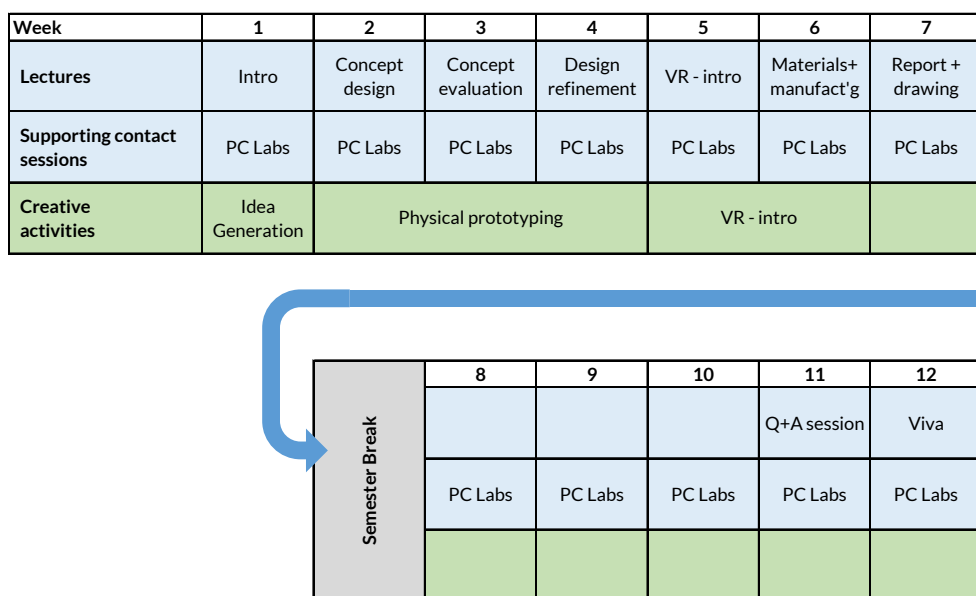 Week 1 2 3 4 5 6 7
Lectures
Intro
Concept
design
Concept
evaluation
Design
refinement
VR - intro
Materials+
manufact'g
Report +
drawing
Supporting contact
sessions
PC Labs PC Labs PC Labs PC Labs PC Labs PC Labs PC Labs
Creative
activities
Idea
Generation
Physical prototyping
VR - intro
Semester Break
8 9 10 11 12
Q+A session Viva
PC Labs PC Labs PC Labs PC Labs PC Labs